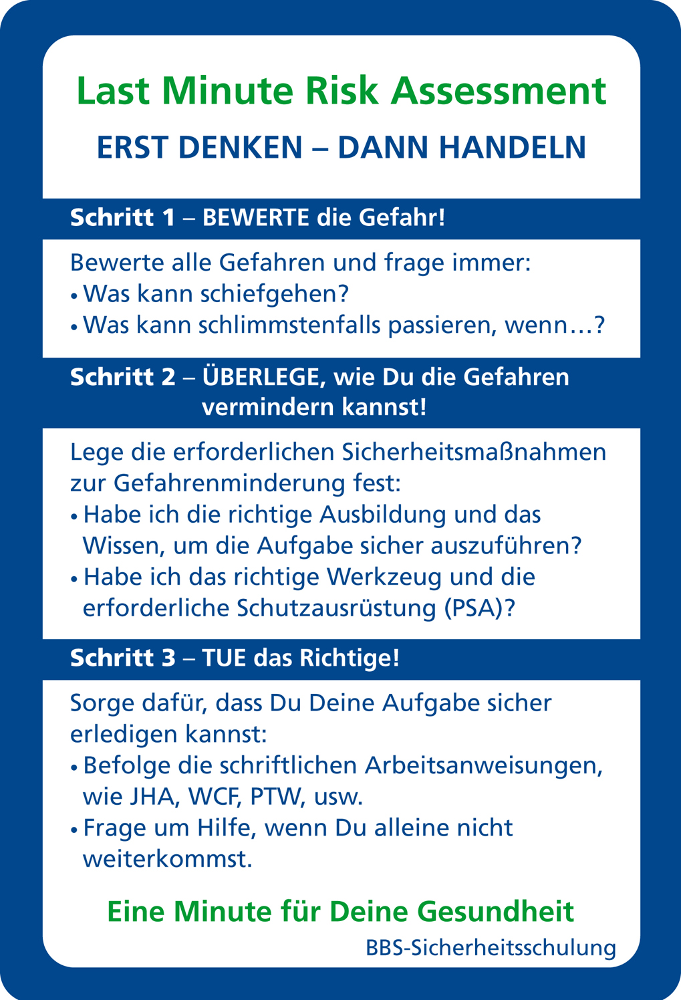 Last Minute Risk Assessment
ERST DENKEN – DANN HANDELN
Schritt 1 – BEWERTE die Gefahr!
Bewerte alle Gefahren und frage immer:
• Was kann schiefgehen?
• Was kann schlimmstenfalls passieren, wenn…?
Schritt 2 – ÜBERLEGE, wie Du die Gefahren
vermindern kannst!
Lege die erforderlichen Sicherheitsmaßnahmen
zur Gefahrenminderung fest:
• Habe ich die richtige Ausbildung und das
Wissen, um die Aufgabe sicher auszuführen?
• Habe ich das richtige Werkzeug und die
erforderliche Schutzausrüstung (PSA)?
Schritt 3 – TUE das Richtige!
Sorge dafür, dass Du Deine Aufgabe sicher
erledigen kannst:
• Befolge die schriftlichen Arbeitsanweisungen,
wie JHA, WCF, PTW, usw.
• Frage um Hilfe, wenn Du alleine nicht
weiterkommst.
Eine Minute für Deine Gesundheit
BBS-Sicherheitsschulung